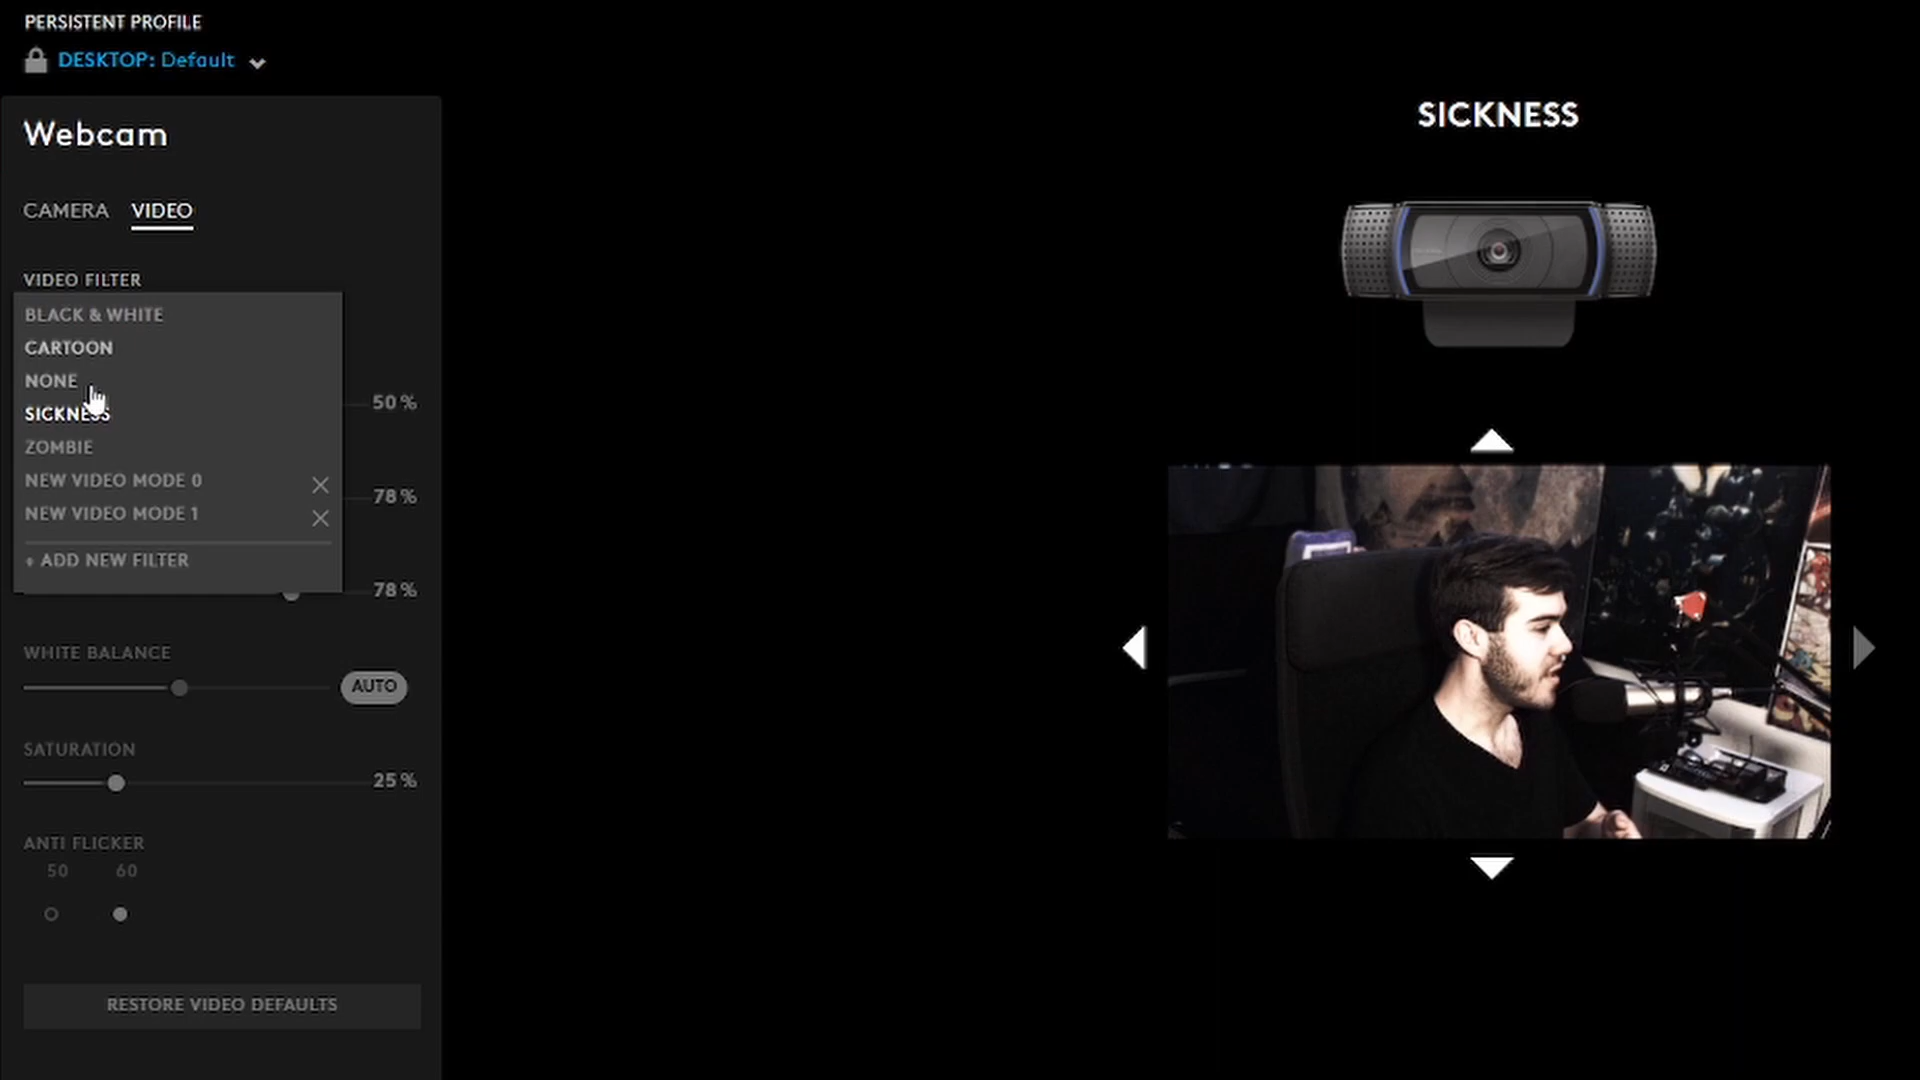 PERSISTENT PROFILE
DESKTOP: Default
Webcam
CAMERA VIDEO
VIDEO FILTER
BLACK & WHITE
CARTOON
NONE
SICKNESS
ZOMBIE
NEW VIDEO MODE 0
NEW VIDEO MODE 1
+ ADD NEW FILTER
50 %
78 %
78 %
WHITE BALANCE
AUTO
SATURATION
25 %
ANTI FLICKER
50 60
RESTORE VIDEO DEFAULTS
SICKNESS